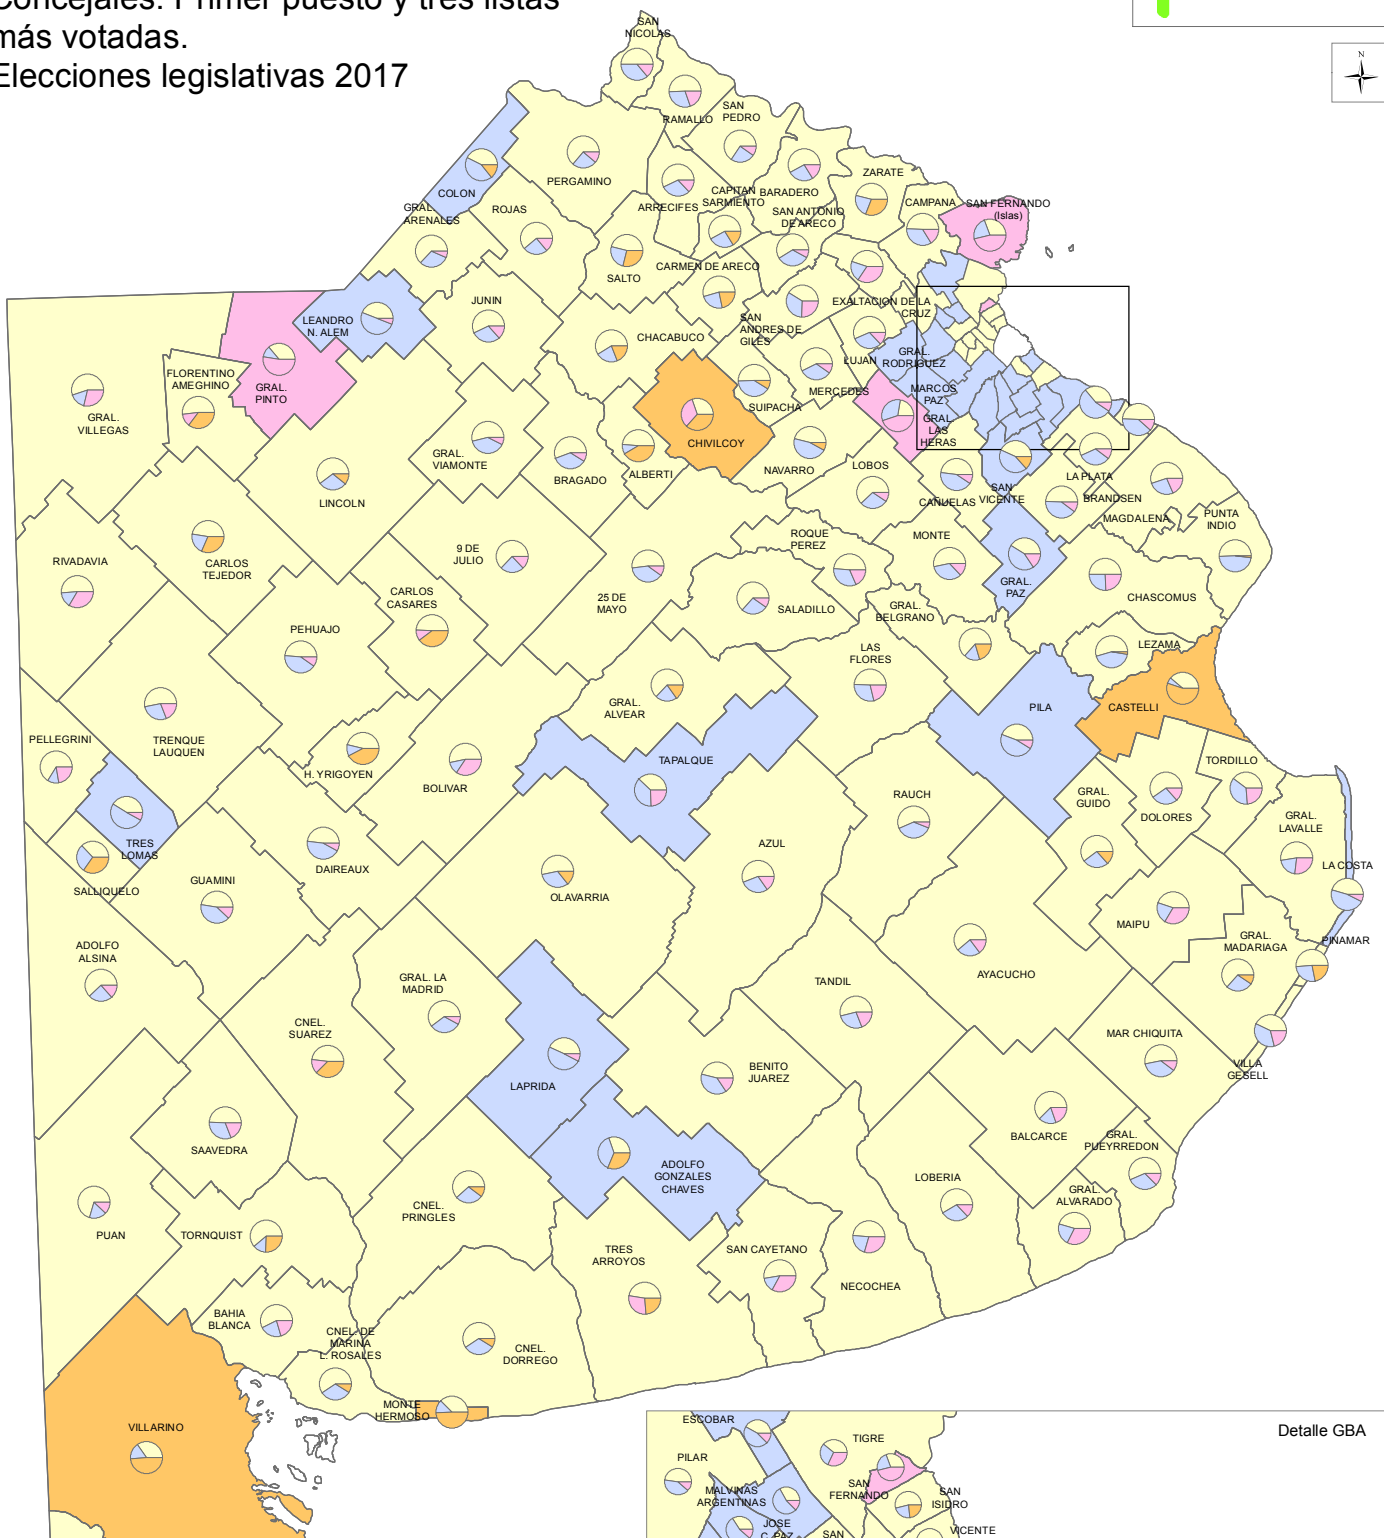 Concejales. Primer puesto y tres listas
más votadas.
Elecciones legislativas 2017
N
SAN
NICOLAS
RAMALLO
SAN
PEDRO
PERGAMINO
COLON
BARADERO
ZARATE
CAPITAN
SARMIENTO
ARRECIFES
SAN ANTONIO
DE ARECO
CAMPANA
SAN FERNANDO
(Islas)
GRAL.
ARENALES
ROJAS
SALTO
CARMEN DE ARECO
EXALTACION DE LA
CRUZ
LEANDRO
N. ALEM
JUNIN
CHACABUCO
SAN
ANDRES DE
GILES
LUJAN
GRAL.
RODRIGUEZ
FLORENTINO
AMEGHINO
GRAL.
PINTO
GRAL.
VILLEGAS
MERCEDES
MARCOS
PAZ
SUIPACHA
GRAL
LAS
HERAS
CHIVILCOY
GRAL.
VIAMONTE
BRAGADO
ALBERTI
NAVARRO
LOBOS
LINCOLN
CAÑUELAS
SAN
VICENTE
LA PLATA
BRANDSEN
MAGDALENA
PUNTA
INDIO
RIVADAVIA
CARLOS
TEJEDOR
9 DE
JULIO
ROQUE
PEREZ
MONTE
CARLOS
CASARES
25 DE
MAYO
SALADILLO
GRAL.
BELGRANO
GRAL.
PAZ
CHASCOMUS
PEHUAJO
LAS
FLORES
LEZAMA
TRENQUE
LAUQUEN
GRAL.
ALVEAR
PILA
CASTELLI
PELLEGRINI
H. YRIGOYEN
BOLIVAR
TAPALQUE
TORDILLO
RAUCH
GRAL.
GUIDO
DOLORES
GRAL.
LAVALLE
TRES
LOMAS
DAIREAUX
AZUL
LA COSTA
SALLIQUELO
GUAMINI
OLAVARRIA
MAIPU
GRAL.
MADARIAGA
PINAMAR
ADOLFO
ALSINA
GRAL. LA
MADRID
TANDIL
AYACUCHO
CNEL.
SUAREZ
MAR CHIQUITA
VILLA
GESELL
LAPRIDA
BENITO
JUAREZ
SAAVEDRA
BALCARCE
GRAL.
PUEYRREDON
ADOLFO
GONZALES
CHAVES
LOBERIA
GRAL.
ALVARADO
PUAN
TORNQUIST
CNEL.
PRINGLES
TRES
ARROYOS
SAN CAYETANO
NECOCHEA
BAHIA
BLANCA
CNEL. DE
MARINA
L. ROSALES
CNEL.
DORREGO
MONTE
HERMOSO
VILLARINO
Detalle GBA
ESCOBAR
PILAR
TIGRE
MALVINAS
ARGENTINAS
SAN
FERNANDO
SAN
ISIDRO
JOSE
C. PAZ
SAN
VICENTE